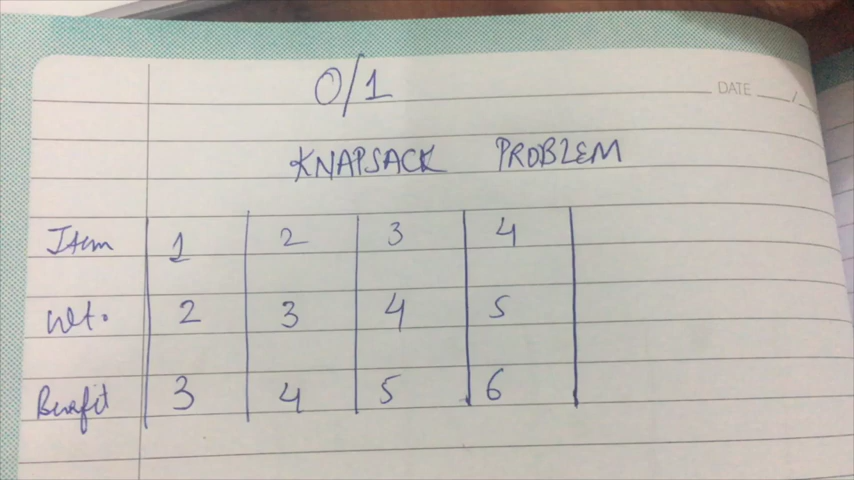 DATE
0/1
KNAPSACK PROBLEM
Item 1 2 3 4
Wt. 2 3 4 5
Benefit 3 4 5 6